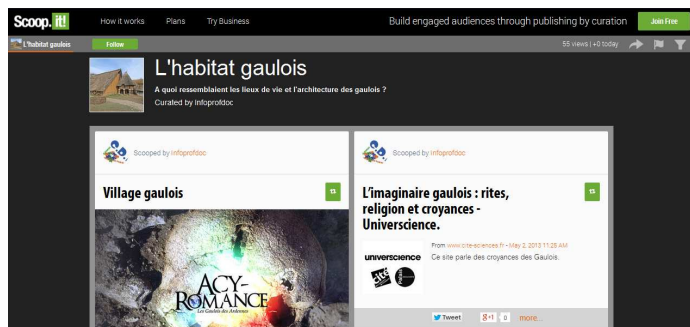 Scoop.it!
How it works
Plans
Try Business
Build engaged audiences through publishing by curation
Join Free
L'habitat gaulois
Follow
55 views | +0 today
L'habitat gaulois
A quoi ressemblaient les lieux de vie et l'architecture des gaulois ?
Curated by Infoprofdoc
Scooped by Infoprofdoc
Village gaulois
ACY-
ROMANCE
Les Gaulois des Ardennes
Scooped by Infoprofdoc
L'imaginaire gaulois : rites,
religion et croyances -
Universcience.
universcience
cité
From www.cite-sciences.fr - May 2, 2013 11:28 AM
Ce site parle des croyances des Gaulois.
Tweet
g+1
0
more...